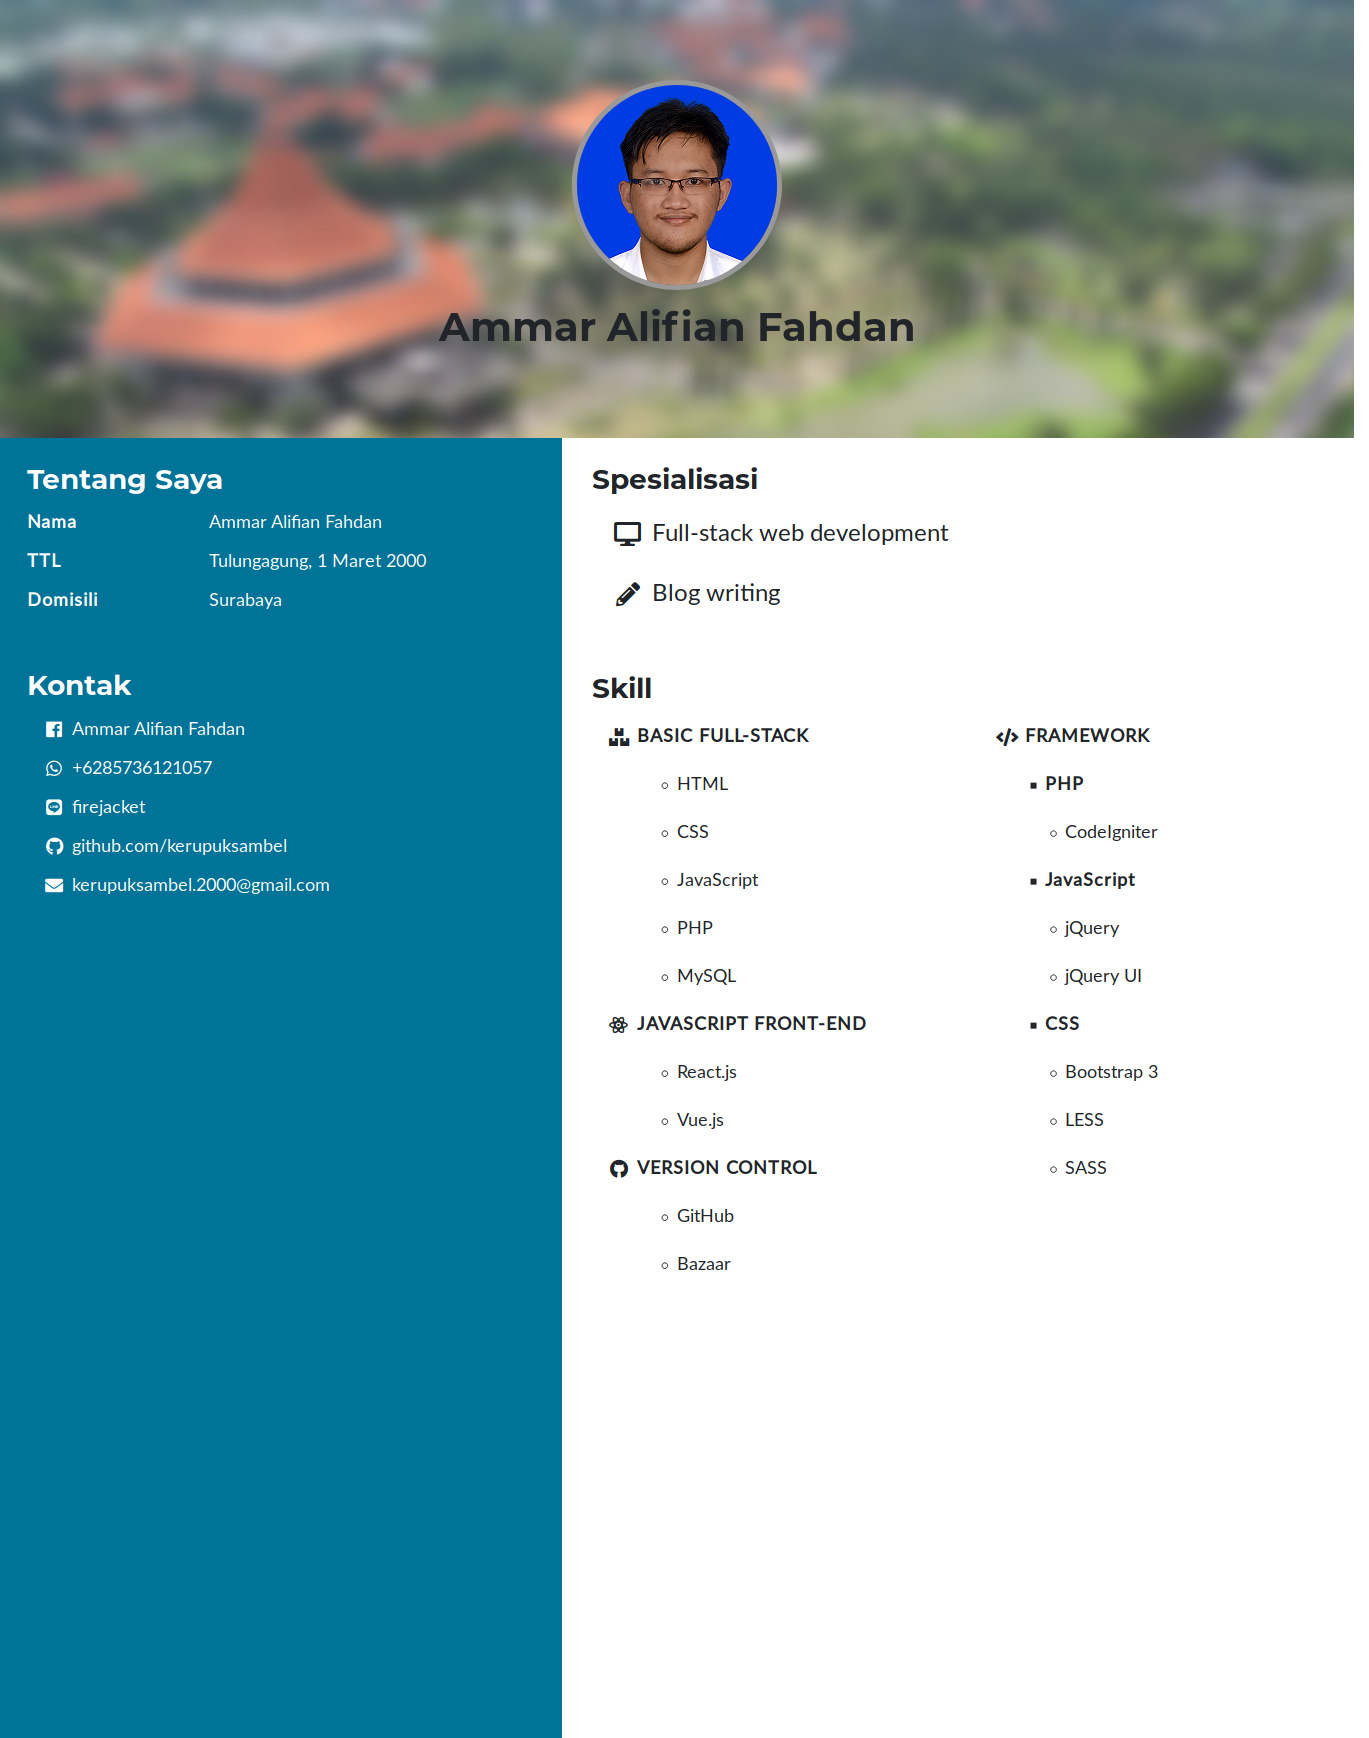 Ammar Alifian Fahdan
Tentang Saya
Nama Ammar Alifian Fahdan
TTL Tulungagung, 1 Maret 2000
Domisili Surabaya
Kontak
Ammar Alifian Fahdan
+6285736121057
firejacket
github.com/kerupuksambel
kerupuksambel.2000@gmail.com
Spesialisasi
Full-stack web development
Blog writing
Skill
BASIC FULL-STACK
HTML
CSS
JavaScript
PHP
MySQL
JAVASCRIPT FRONT-END
React.js
Vue.js
VERSION CONTROL
GitHub
Bazaar
FRAMEWORK
PHP
CodeIgniter
JavaScript
jQuery
jQuery UI
CSS
Bootstrap 3
LESS
SASS